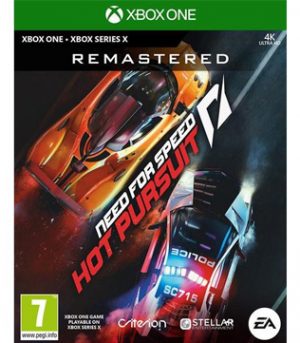 XBOX ONE
XBOX ONE • XBOX SERIES X
REMASTERED
4K
ULTRA HD
NEED FOR SPEED
HOT PURSUIT
POLICE
SC716
7
www.pegi.info
XBOX ONE GAME
PLAYABLE ON
XBOX SERIES X
Criterion
STELLAR
ENTERTAINMENT
EA